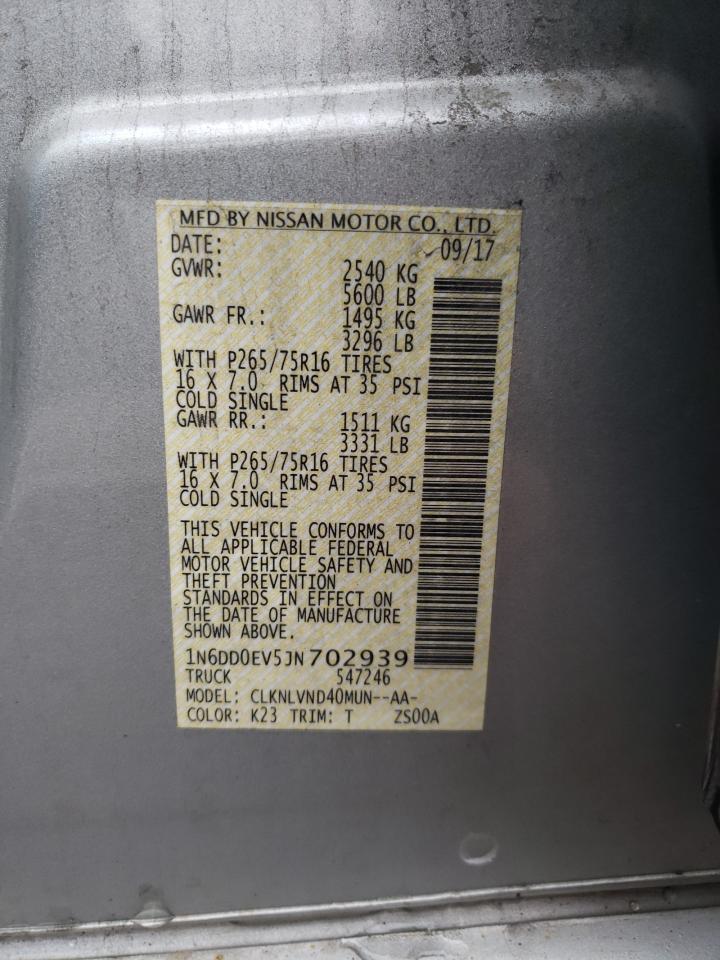 MFD BY NISSAN MOTOR CO., LTD.
DATE: 09/17
GVWR: 2540 KG
5600 LB
GAWR FR.: 1495 KG
3296 LB
WITH P265/75R16 TIRES
16 X 7.0 RIMS AT 35 PSI
COLD SINGLE
GAWR RR.: 1511 KG
3331 LB
WITH P265/75R16 TIRES
16 X 7.0 RIMS AT 35 PSI
COLD SINGLE
THIS VEHICLE CONFORMS TO
ALL APPLICABLE FEDERAL
MOTOR VEHICLE SAFETY AND
THEFT PREVENTION
STANDARDS IN EFFECT ON
THE DATE OF MANUFACTURE
SHOWN ABOVE.
1N6DD0EV5JN702939
TRUCK 547246
MODEL: CLKNLVND40MUN--AA-
COLOR: K23 TRIM: T ZS00A